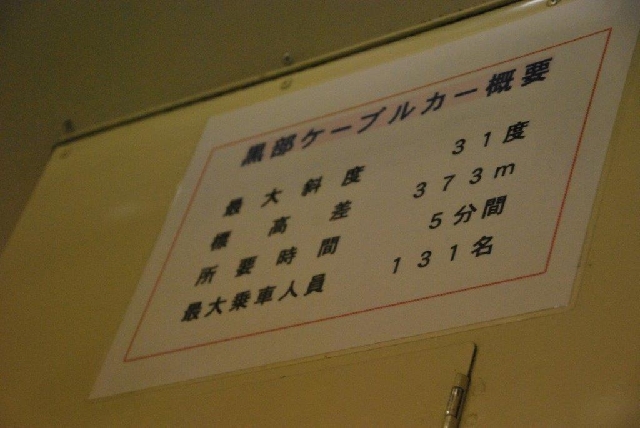 黒部ケーブルカー概要
最大斜度 31度
標高差 373m
所要時間 5分間
最大乗車人員 131名